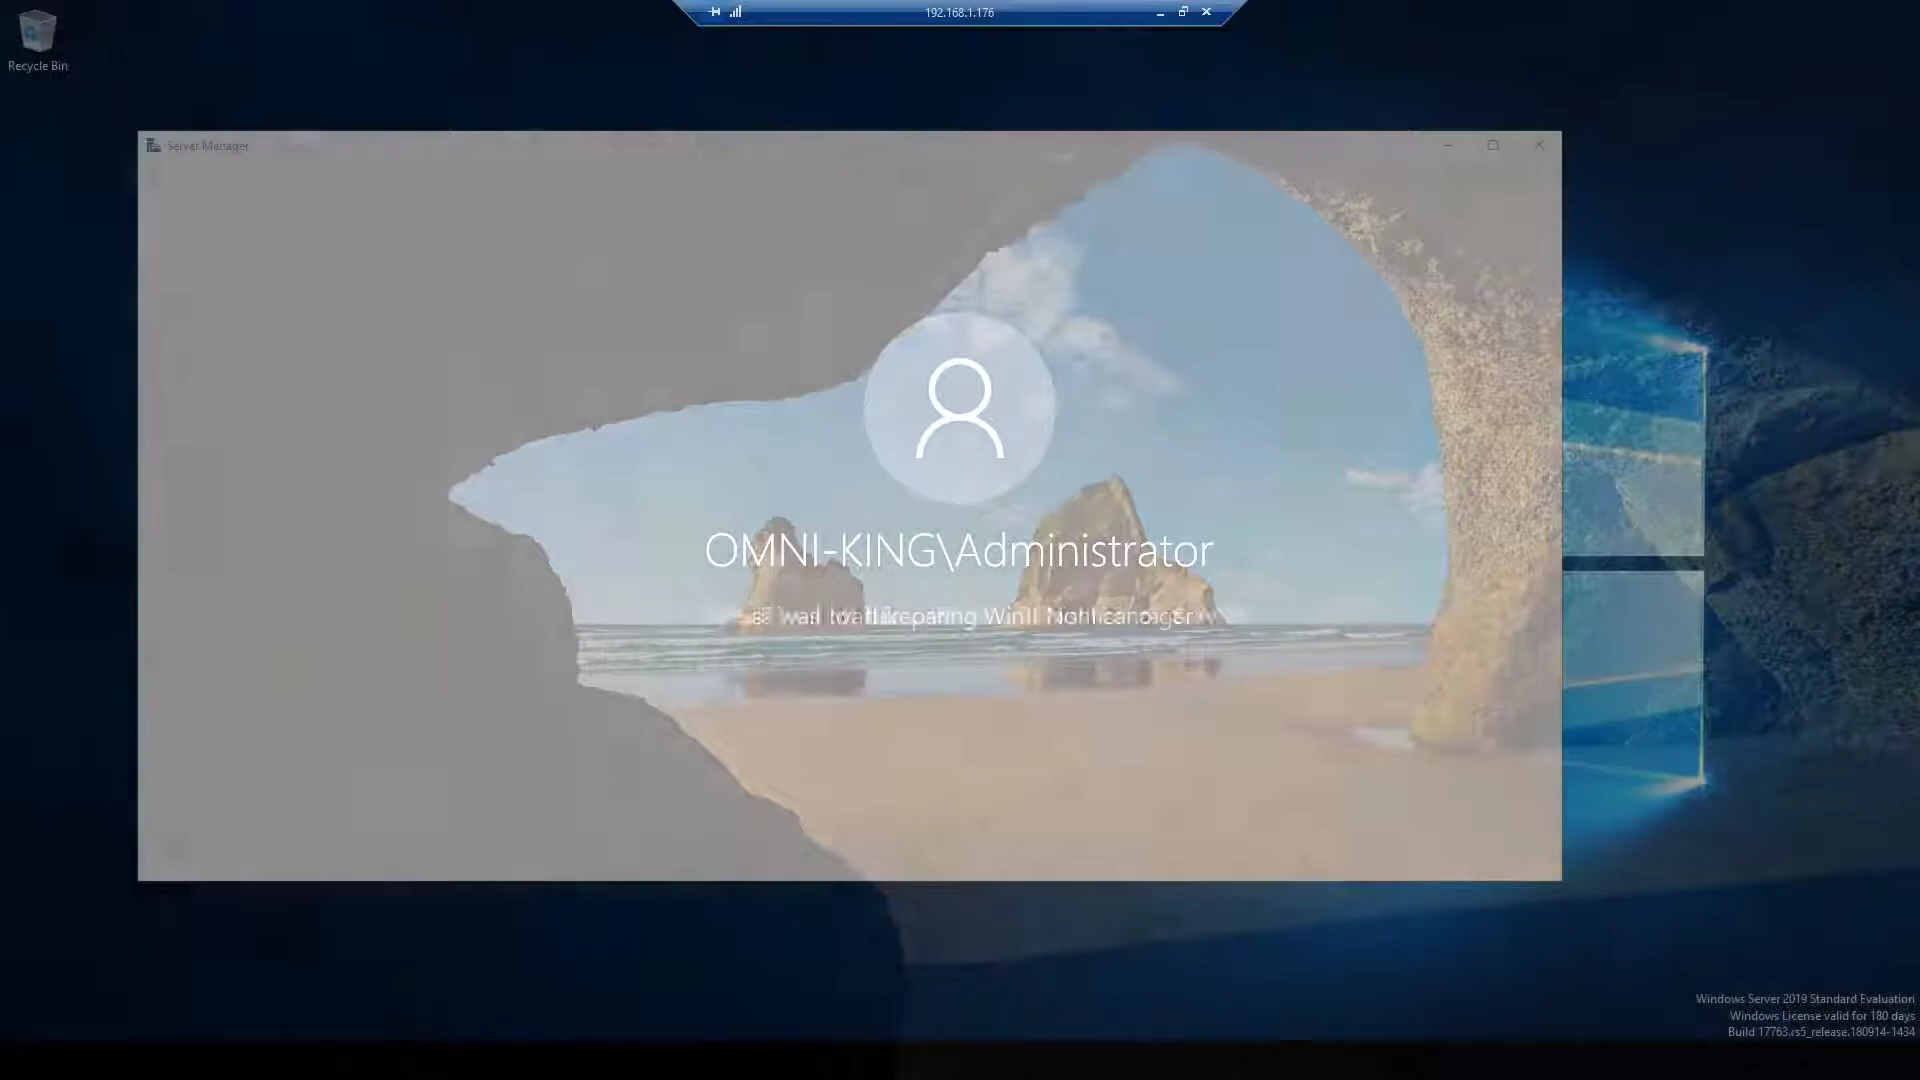 192.168.1.176
Recycle Bin
Server Manager
OMNI-KING\Administrator
Windows Server 2019 Standard Evaluation
Windows License valid for 180 days
Build 17763.rs5_release.180914-1434